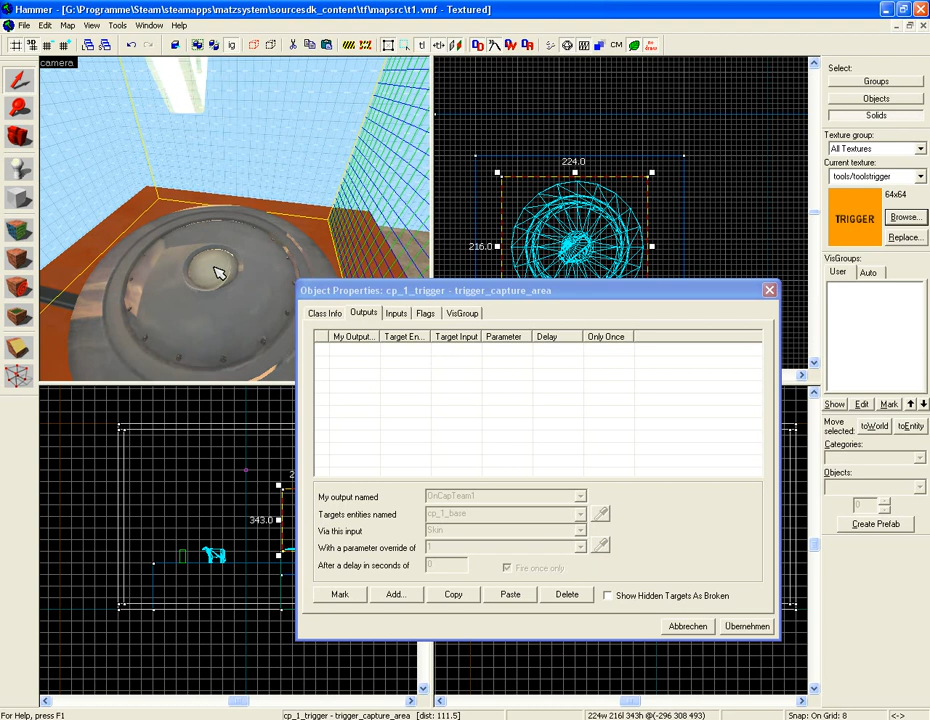 Hammer - [G:\Programme\Steam\steamapps\matzsystem\sourcesdk_content\tf\mapsrc\t1.vmf - Textured]
File Edit Map View Tools Window Help
ig
tl
CM
camera
224.0
216.0
343.0
Select:
Groups
Objects
Solids
Texture group:
All Textures
Current texture:
tools/toolstrigger
64x64
TRIGGER
Browse...
Replace...
VisGroups:
User Auto
Show Edit Mark
Move selected:
toWorld toEntity
Categories:
Objects:
0
Create Prefab
Object Properties: cp_1_trigger - trigger_capture_area
Class Info Outputs Inputs Flags VisGroup
My Output... Target En... Target Input Parameter Delay Only Once
My output named OnCapTeam1
Targets entities named cp_1_base
Via this input Skin
With a parameter override of 1
After a delay in seconds of 0 Fire once only
Mark Add... Copy Paste Delete Show Hidden Targets As Broken
Abbrechen Übernehmen
For Help, press F1 cp_1_trigger - trigger_capture_area [dist: 111.5] 224w 216l 343h @(-296 308 493) Snap: On Grid: 8 <->